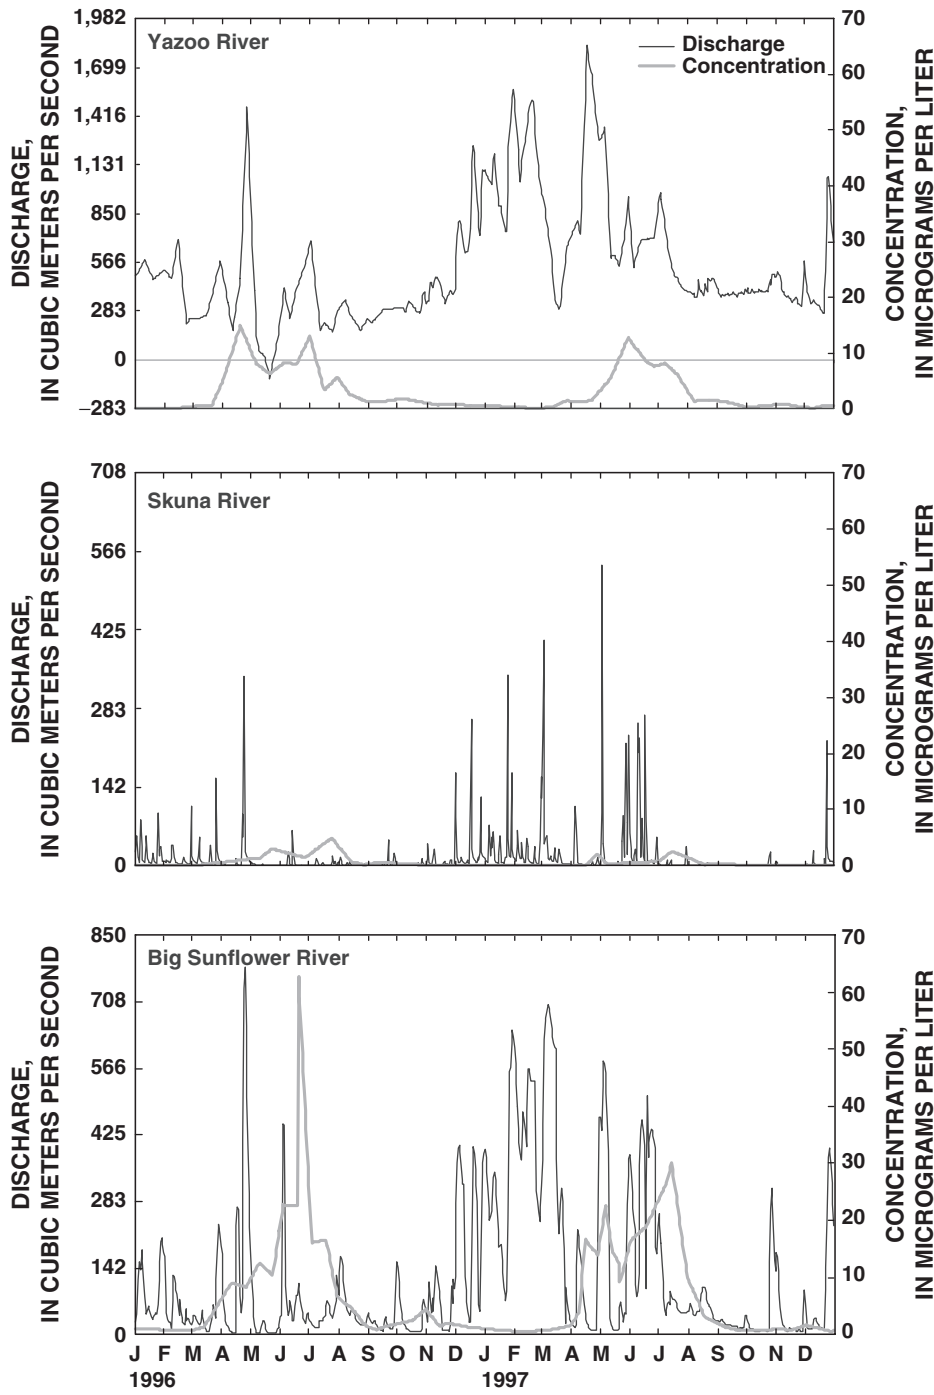 Yazoo River
Discharge
Concentration
DISCHARGE,
IN CUBIC METERS PER SECOND
1,982
1,699
1,416
1,131
850
566
283
0
–283
70
60
50
40
30
20
10
0
CONCENTRATION,
IN MICROGRAMS PER LITER
Skuna River
DISCHARGE,
IN CUBIC METERS PER SECOND
708
566
425
283
142
0
70
60
50
40
30
20
10
0
CONCENTRATION,
IN MICROGRAMS PER LITER
Big Sunflower River
DISCHARGE,
IN CUBIC METERS PER SECOND
850
708
566
425
283
142
0
70
60
50
40
30
20
10
0
CONCENTRATION,
IN MICROGRAMS PER LITER
J F M A M J J A S O N D J F M A M J J A S O N D
1996 1997